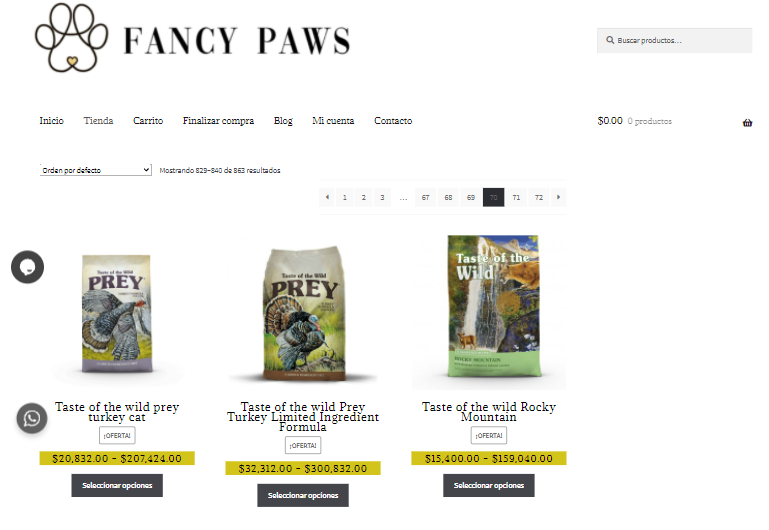 FANCY PAWS
Buscar productos…
Inicio Tienda Carrito Finalizar compra Blog Mi cuenta Contacto
$0.00 0 productos
Orden por defecto
Mostrando 829–840 de 863 resultados
1 2 3 … 67 68 69 70 71 72
Taste of the Wild
PREY
Taste of the Wild
PREY
Taste of the
Wild
ROCKY MOUNTAIN
Taste of the wild prey
turkey cat
¡OFERTA!
$20,832.00 – $207,424.00
Seleccionar opciones
Taste of the wild Prey
Turkey Limited Ingredient
Formula
¡OFERTA!
$32,312.00 – $300,832.00
Seleccionar opciones
Taste of the wild Rocky
Mountain
¡OFERTA!
$15,400.00 – $159,040.00
Seleccionar opciones